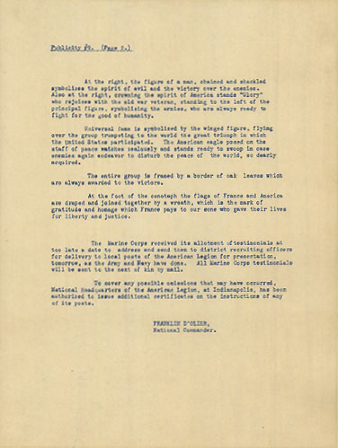 Publicity #2. (Page 2.)
At the right, the figure of a man, chained and shackled
symbolizes the spirit of evil and the victory over the enemies.
Also at the right, crowning the spirit of America stands "Glory"
who rejoices with the old war veteran, standing to the left of the
principal figure, symbolizing the armies, who are always ready to
fight for the good of humanity.
Universal fame is symbolized by the winged figure, flying
over the group trumpeting to the world the great triumph in which
the United States participated. The American eagle posed on the
staff of peace watches zealously and stands ready to swoop in case
enemies again endeavor to disturb the peace of the world, so dearly
acquired.
The entire group is framed by a border of oak leaves which
are always awarded to the victors.
At the foot of the cenotaph the flags of France and America
are draped and joined together by a wreath, which is the mark of
gratitude and homage which France pays to our sons who gave their lives
for liberty and justice.
The Marine Corps received its allotment of testimonials at
too late a date to address and send them to district recruiting officers
for delivery to local posts of the American Legion for presentation,
tomorrow, as the Army and Navy have done. All Marine Corps testimonials
will be sent to the next of kin by mail.
To cover any possible omissions that may have occurred,
National Headquarters of the American Legion, at Indianapolis, has been
authorized to issue additional certificates on the instructions of any
of its posts.
FRANKLIN D'OLIER,
National Commander.